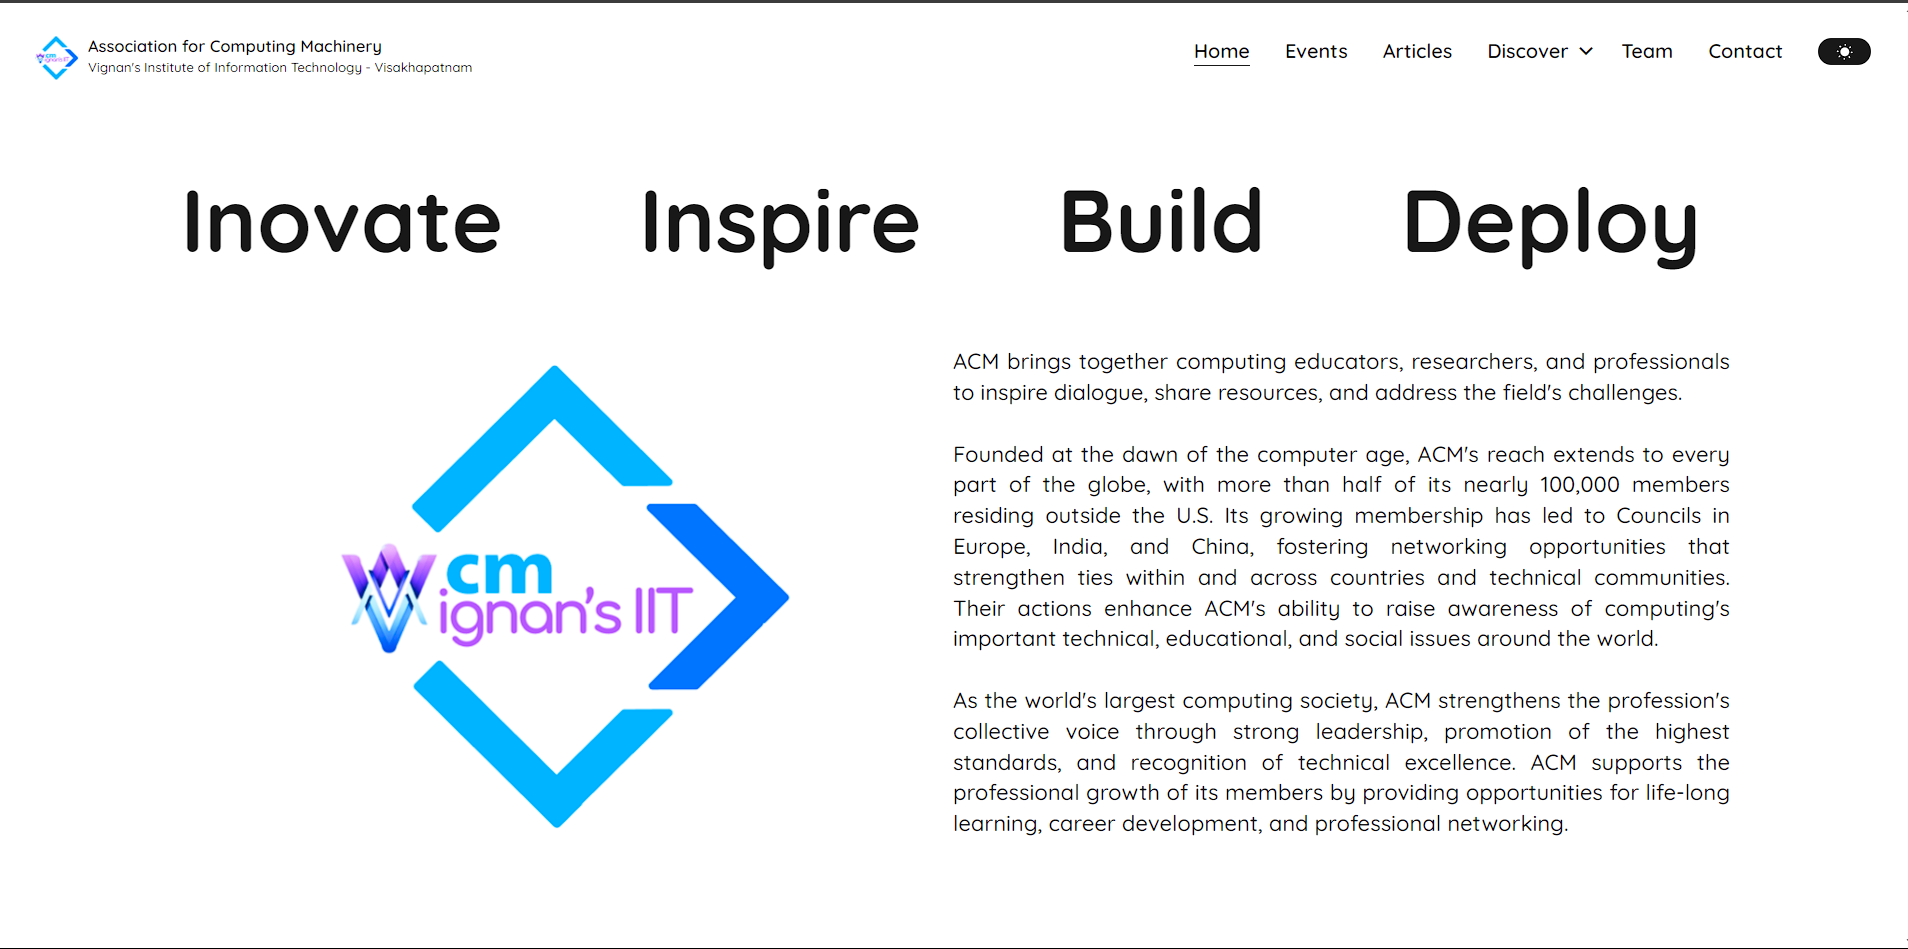 Association for Computing Machinery
Vignan's Institute of Information Technology - Visakhapatnam
Home Events Articles Discover Team Contact
Inovate Inspire Build Deploy
cm
ignan's IIT
ACM brings together computing educators, researchers, and professionals
to inspire dialogue, share resources, and address the field's challenges.
Founded at the dawn of the computer age, ACM's reach extends to every
part of the globe, with more than half of its nearly 100,000 members
residing outside the U.S. Its growing membership has led to Councils in
Europe, India, and China, fostering networking opportunities that
strengthen ties within and across countries and technical communities.
Their actions enhance ACM's ability to raise awareness of computing's
important technical, educational, and social issues around the world.
As the world's largest computing society, ACM strengthens the profession's
collective voice through strong leadership, promotion of the highest
standards, and recognition of technical excellence. ACM supports the
professional growth of its members by providing opportunities for life-long
learning, career development, and professional networking.